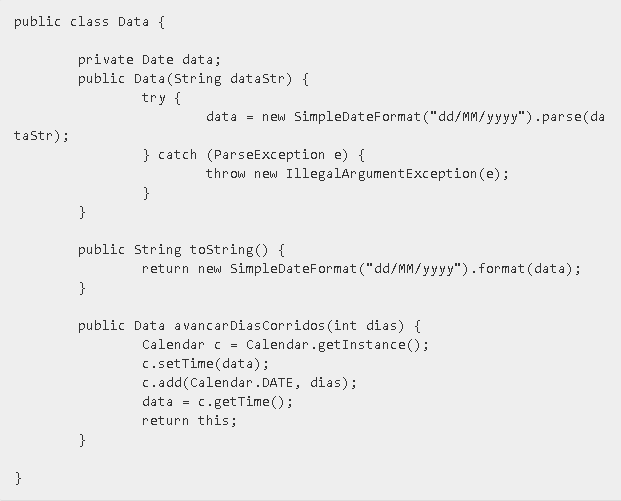 public class Data {
private Date data;
public Data(String dataStr) {
try {
data = new SimpleDateFormat("dd/MM/yyyy").parse(da
taStr);
} catch (ParseException e) {
throw new IllegalArgumentException(e);
}
}
public String toString() {
return new SimpleDateFormat("dd/MM/yyyy").format(data);
}
public Data avancarDiasCorridos(int dias) {
Calendar c = Calendar.getInstance();
c.setTime(data);
c.add(Calendar.DATE, dias);
data = c.getTime();
return this;
}
}